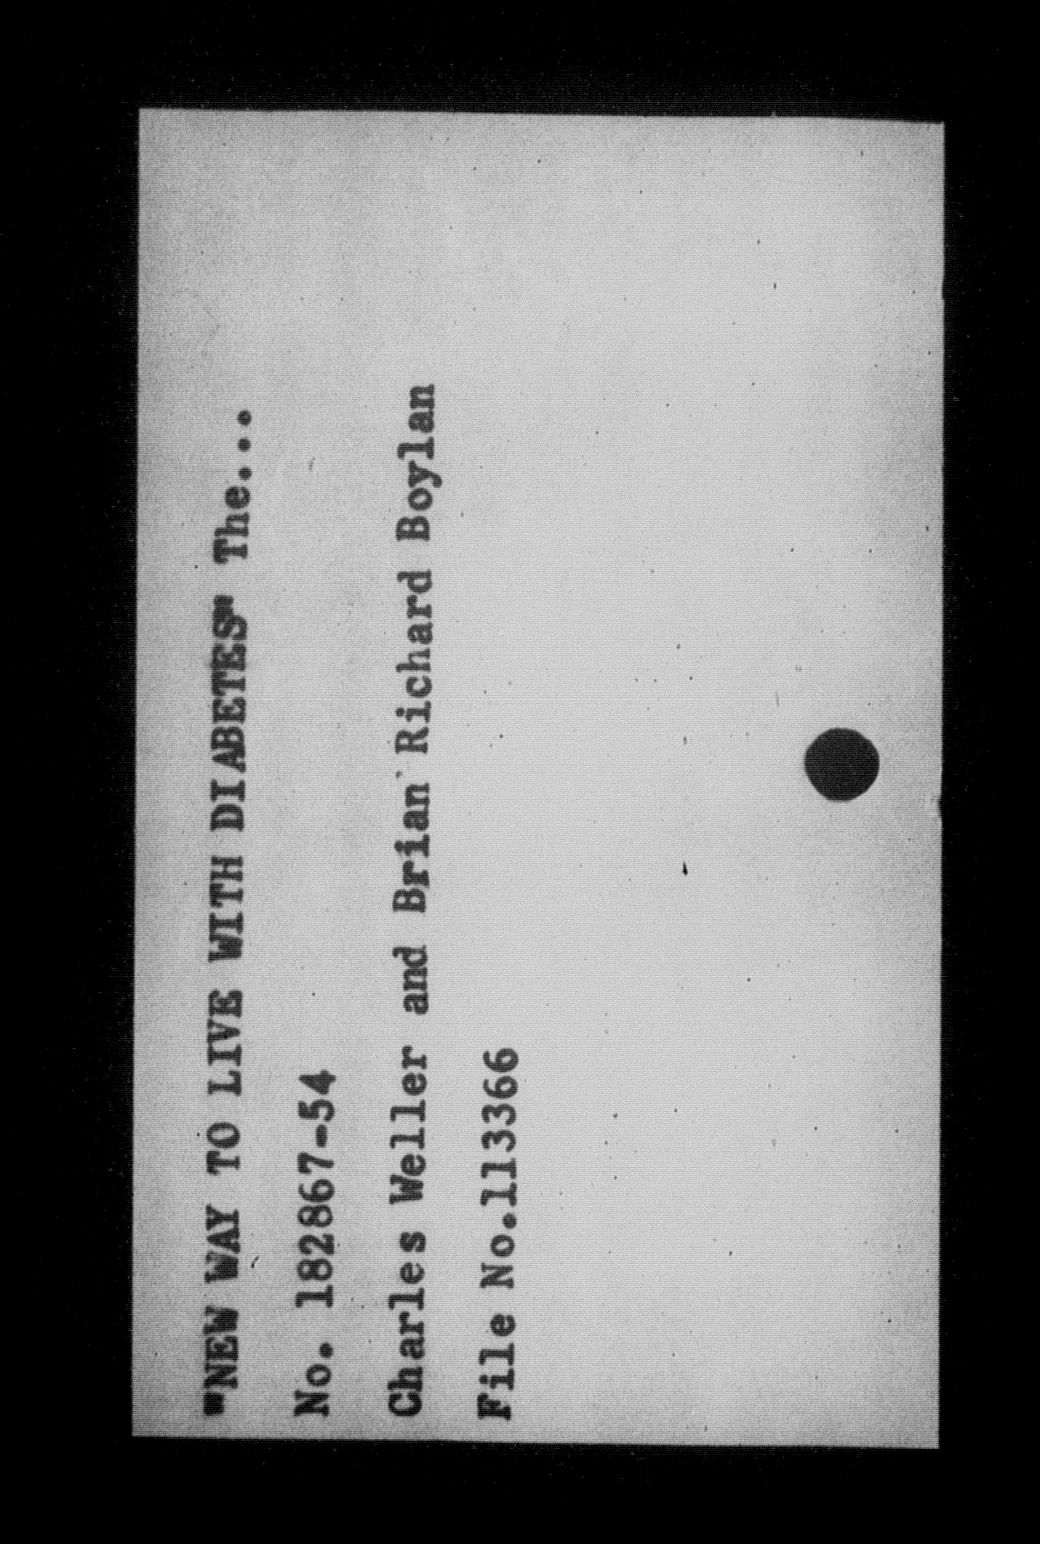 "NEW WAY TO LIVE WITH DIABETES" The...
No. 182867-54
Charles Weller and Brian Richard Boylan
File No.113366